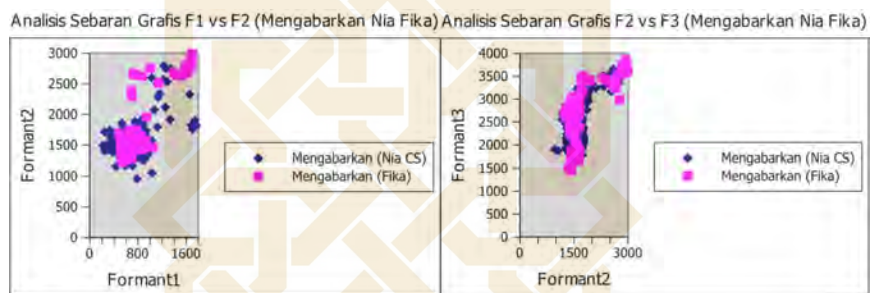 Analisis Sebaran Grafis F1 vs F2 (Mengabarkan Nia Fika)
3000
2500
2000
1500
1000
500
0
Formant2
0 800 1600
Formant1
Mengabarkan (Nia CS)
Mengabarkan (Fika)
Analisis Sebaran Grafis F2 vs F3 (Mengabarkan Nia Fika)
4000
3500
3000
2500
2000
1500
1000
500
0
Formant3
0 1500 3000
Formant2
Mengabarkan (Nia CS)
Mengabarkan (Fika)